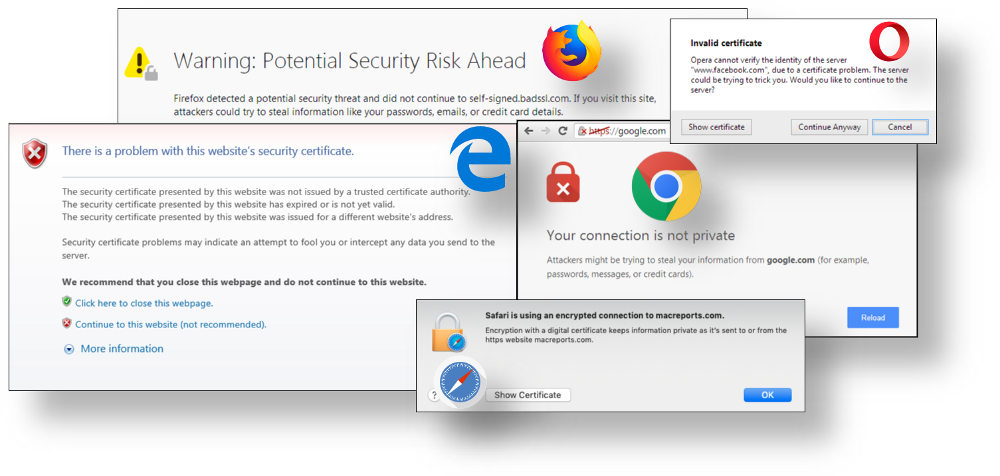 Warning: Potential Security Risk Ahead
Firefox detected a potential security threat and did not continue to self-signed.badssl.com. If you visit this site,
attackers could try to steal information like your passwords, emails, or credit card details.
Invalid certificate
Opera cannot verify the identity of the server
"www.facebook.com", due to a certificate problem. The server
could be trying to trick you. Would you like to continue to the
server?
Show certificate
Continue Anyway
Cancel
There is a problem with this website's security certificate.
The security certificate presented by this website was not issued by a trusted certificate authority.
The security certificate presented by this website has expired or is not yet valid.
The security certificate presented by this website was issued for a different website's address.
Security certificate problems may indicate an attempt to fool you or intercept any data you send to the
server.
We recommend that you close this webpage and do not continue to this website.
Click here to close this webpage.
Continue to this website (not recommended).
More information
https://google.com
Your connection is not private
Attackers might be trying to steal your information from google.com (for example,
passwords, messages, or credit cards).
Reload
Safari is using an encrypted connection to macreports.com.
Encryption with a digital certificate keeps information private as it's sent to or from the
https website macreports.com.
?
Show Certificate
OK